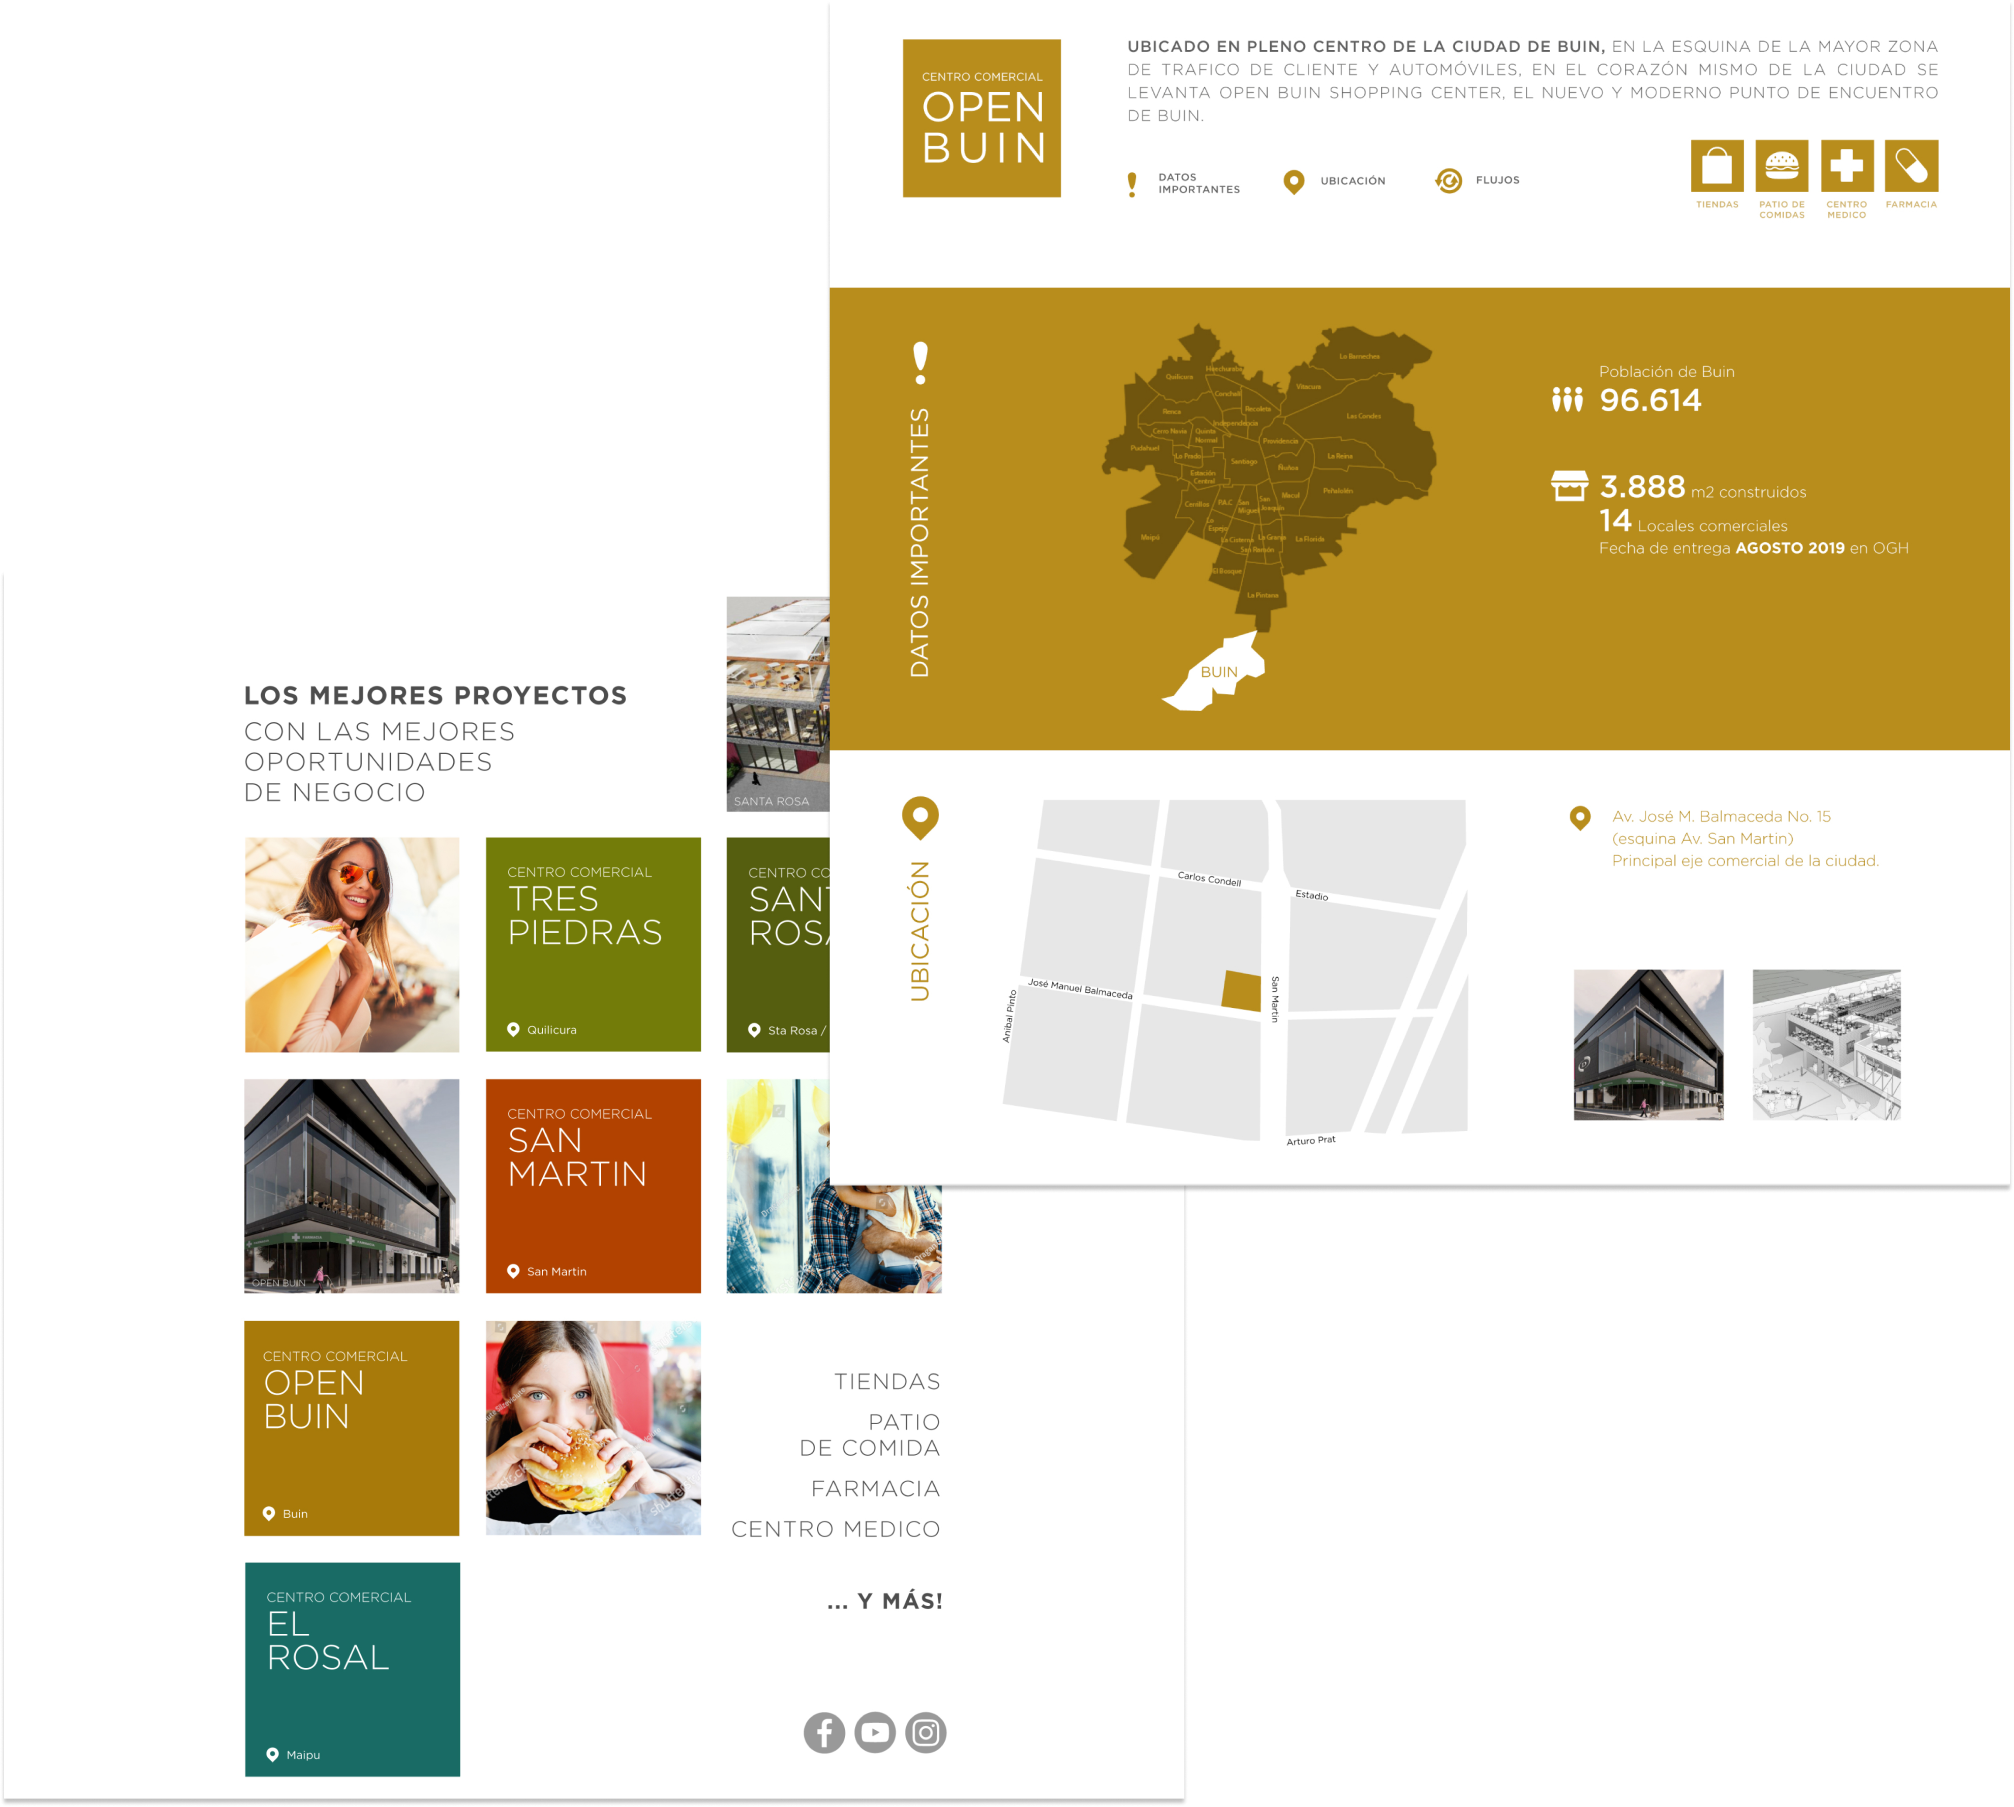 CENTRO COMERCIAL
OPEN
BUIN
UBICADO EN PLENO CENTRO DE LA CIUDAD DE BUIN, EN LA ESQUINA DE LA MAYOR ZONA
DE TRAFICO DE CLIENTE Y AUTOMÓVILES, EN EL CORAZÓN MISMO DE LA CIUDAD SE
LEVANTA OPEN BUIN SHOPPING CENTER, EL NUEVO Y MODERNO PUNTO DE ENCUENTRO
DE BUIN.
DATOS
IMPORTANTES
UBICACIÓN
FLUJOS
TIENDAS
PATIO DE
COMIDAS
CENTRO
MEDICO
FARMACIA
DATOS IMPORTANTES
Lo Barnechea
Huechuraba
Quilicura
Vitacura
Conchalí
Recoleta
Renca
Las Condes
Independencia
Cerro Navia
Quinta
Normal
Providencia
Pudahuel
Lo Prado
Santiago
La Reina
Ñuñoa
Estación
Central
Peñalolén
Macul
Cerrillos
P.A.C
San
Miguel
San
Joaquín
Lo
Espejo
Maipú
La Cisterna
La Granja
La Florida
San Ramón
El Bosque
La Pintana
BUIN
Población de Buin
96.614
3.888 m2 construidos
14 Locales comerciales
Fecha de entrega AGOSTO 2019 en OGH
UBICACIÓN
Carlos Condell
Estadio
José Manuel Balmaceda
San Martin
Anibal Pinto
Arturo Prat
Av. José M. Balmaceda No. 15
(esquina Av. San Martin)
Principal eje comercial de la ciudad.
LOS MEJORES PROYECTOS
CON LAS MEJORES
OPORTUNIDADES
DE NEGOCIO
SANTA ROSA
CENTRO COMERCIAL
TRES
PIEDRAS
Quilicura
CENTRO CO
SANT
ROSA
Sta Rosa /
OPEN BUIN
CENTRO COMERCIAL
SAN
MARTIN
San Martin
CENTRO COMERCIAL
OPEN
BUIN
Buin
TIENDAS
PATIO
DE COMIDA
FARMACIA
CENTRO MEDICO
... Y MÁS!
CENTRO COMERCIAL
EL
ROSAL
Maipu